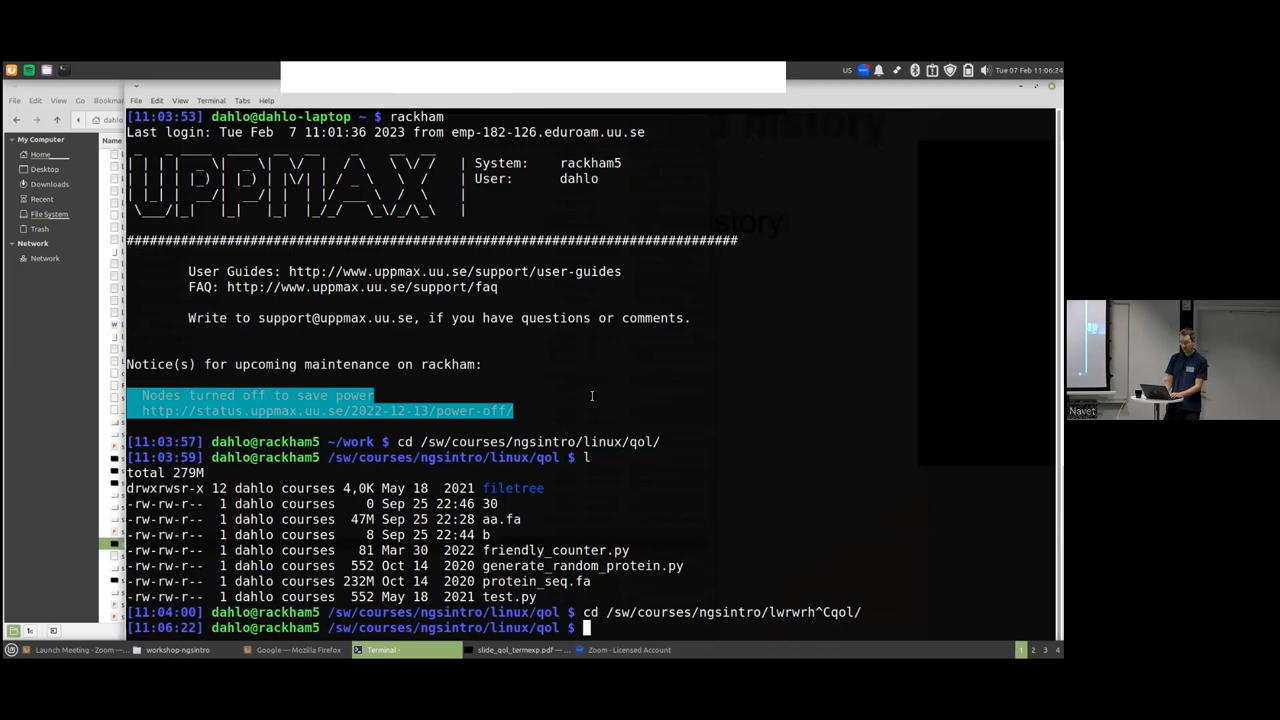 US Tue 07 Feb 11:06:24
File Edit View Go Bookmar
File Edit View Terminal Tabs Help
dahlo
My Computer
Home
Desktop
Downloads
Recent
File System
Trash
Network
Network
Name
[11:03:53] dahlo@dahlo-laptop ~ $ rackham
Last login: Tue Feb  7 11:01:36 2023 from emp-182-126.eduroam.uu.se
UPPMAX
| System:    rackham5
| User:      dahlo
###############################################################################
User Guides: http://www.uppmax.uu.se/support/user-guides
FAQ: http://www.uppmax.uu.se/support/faq
Write to support@uppmax.uu.se, if you have questions or comments.
Notice(s) for upcoming maintenance on rackham:
Nodes turned off to save power
http://status.uppmax.uu.se/2022-12-13/power-off/
[11:03:57] dahlo@rackham5 ~/work $ cd /sw/courses/ngsintro/linux/qol/
[11:03:59] dahlo@rackham5 /sw/courses/ngsintro/linux/qol $ l
total 279M
drwxrwsr-x 12 dahlo courses 4,0K May 18  2021 filetree
-rw-rw-r--  1 dahlo courses    0 Sep 25 22:46 30
-rw-rw-r--  1 dahlo courses  47M Sep 25 22:28 aa.fa
-rw-rw-r--  1 dahlo courses    8 Sep 25 22:44 b
-rw-rw-r--  1 dahlo courses   81 Mar 30  2022 friendly_counter.py
-rw-rw-r--  1 dahlo courses  552 Oct 14  2020 generate_random_protein.py
-rw-rw-r--  1 dahlo courses 232M Oct 14  2020 protein_seq.fa
-rw-rw-r--  1 dahlo courses  552 May 18  2021 test.py
[11:04:00] dahlo@rackham5 /sw/courses/ngsintro/linux/qol $ cd /sw/courses/ngsintro/lwrwrh^Cqol/
[11:06:22] dahlo@rackham5 /sw/courses/ngsintro/linux/qol $
history
story
Navet
Launch Meeting - Zoom —... workshop-ngsintro Google — Mozilla Firefox Terminal - slide_qol_termexp.pdf —... Zoom - Licensed Account 1 2 3 4